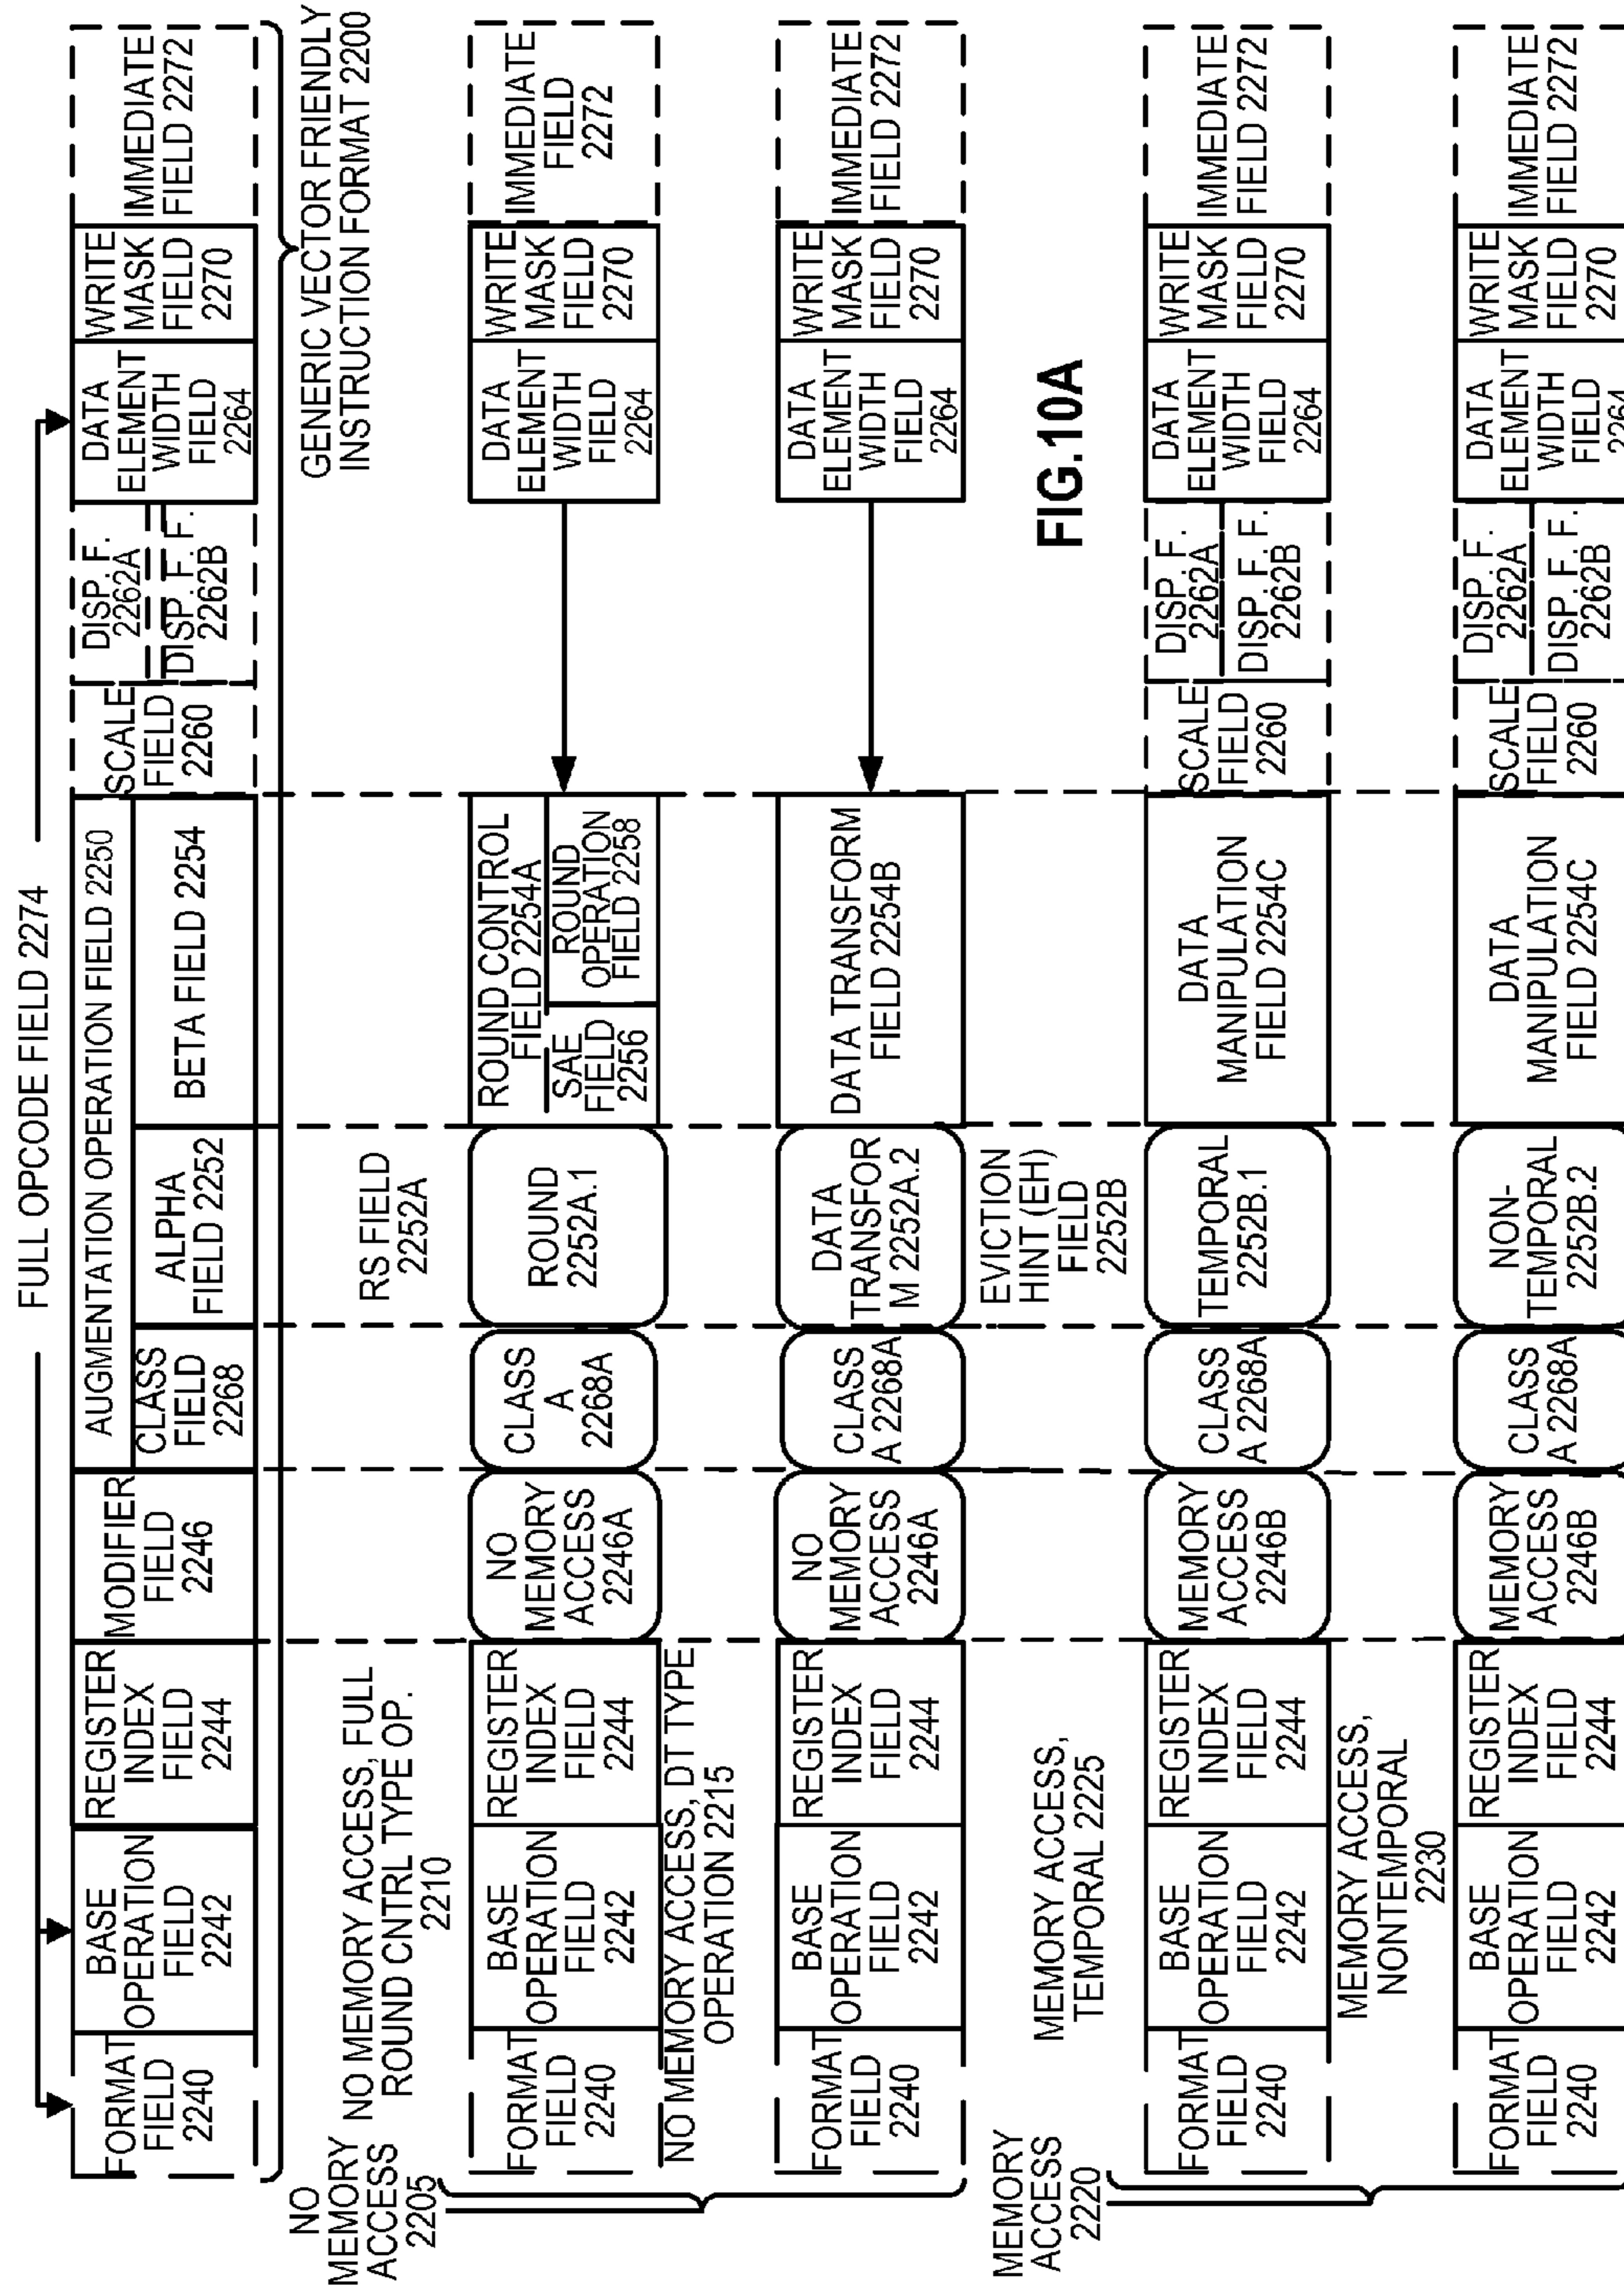 FULL OPCODE FIELD 2274
FORMAT
FIELD
2240
BASE
OPERATION
FIELD
2242
REGISTER
INDEX
FIELD
2244
MODIFIER
FIELD
2246
AUGMENTATION OPERATION FIELD 2250
CLASS
FIELD
2268
ALPHA
FIELD 2252
BETA FIELD 2254
SCALE
FIELD
2260
DISP. F.
2262A
DISP. F. F.
2262B
DATA
ELEMENT
WIDTH
FIELD
2264
WRITE
MASK
FIELD
2270
IMMEDIATE
FIELD 2272
GENERIC VECTOR FRIENDLY
INSTRUCTION FORMAT 2200
NO
MEMORY
ACCESS
2205
NO MEMORY ACCESS, FULL
ROUND CNTRL TYPE OP.
2210
RS FIELD
2252A
FORMAT
FIELD
2240
BASE
OPERATION
FIELD
2242
REGISTER
INDEX
FIELD
2244
NO
MEMORY
ACCESS
2246A
CLASS
A
2268A
ROUND
2252A.1
ROUND CONTROL
FIELD 2254A
SAE
FIELD
2256
ROUND
OPERATION
FIELD 2258
DATA
ELEMENT
WIDTH
FIELD
2264
WRITE
MASK
FIELD
2270
IMMEDIATE
FIELD
2272
NO MEMORY ACCESS, DT TYPE
OPERATION 2215
FORMAT
FIELD
2240
BASE
OPERATION
FIELD
2242
REGISTER
INDEX
FIELD
2244
NO
MEMORY
ACCESS
2246A
CLASS
A 2268A
DATA
TRANSFOR
M 2252A.2
DATA TRANSFORM
FIELD 2254B
DATA
ELEMENT
WIDTH
FIELD
2264
WRITE
MASK
FIELD
2270
IMMEDIATE
FIELD 2272
MEMORY
ACCESS
2220
MEMORY ACCESS,
TEMPORAL 2225
EVICTION
HINT (EH)
FIELD
2252B
FIG.10A
FORMAT
FIELD
2240
BASE
OPERATION
FIELD
2242
REGISTER
INDEX
FIELD
2244
MEMORY
ACCESS
2246B
CLASS
A 2268A
TEMPORAL
2252B.1
DATA
MANIPULATION
FIELD 2254C
SCALE
FIELD
2260
DISP. F.
2262A
DISP. F. F.
2262B
DATA
ELEMENT
WIDTH
FIELD
2264
WRITE
MASK
FIELD
2270
IMMEDIATE
FIELD 2272
MEMORY ACCESS,
NONTEMPORAL
2230
FORMAT
FIELD
2240
BASE
OPERATION
FIELD
2242
REGISTER
INDEX
FIELD
2244
MEMORY
ACCESS
2246B
CLASS
A 2268A
NON-
TEMPORAL
2252B.2
DATA
MANIPULATION
FIELD 2254C
SCALE
FIELD
2260
DISP. F.
2262A
DISP. F. F.
2262B
DATA
ELEMENT
WIDTH
FIELD
2264
WRITE
MASK
FIELD
2270
IMMEDIATE
FIELD 2272